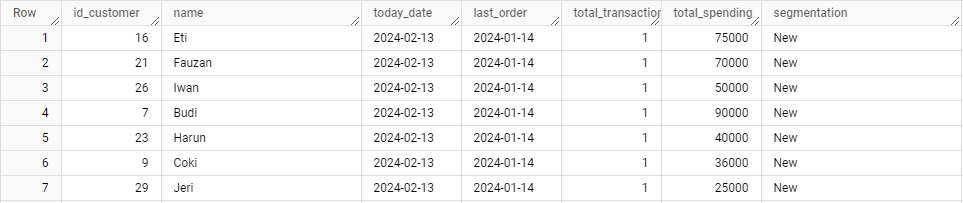 Row id_customer name today_date last_order total_transaction total_spending segmentation
1 16 Eti 2024-02-13 2024-01-14 1 75000 New
2 21 Fauzan 2024-02-13 2024-01-14 1 70000 New
3 26 Iwan 2024-02-13 2024-01-14 1 50000 New
4 7 Budi 2024-02-13 2024-01-14 1 90000 New
5 23 Harun 2024-02-13 2024-01-14 1 40000 New
6 9 Coki 2024-02-13 2024-01-14 1 36000 New
7 29 Jeri 2024-02-13 2024-01-14 1 25000 New